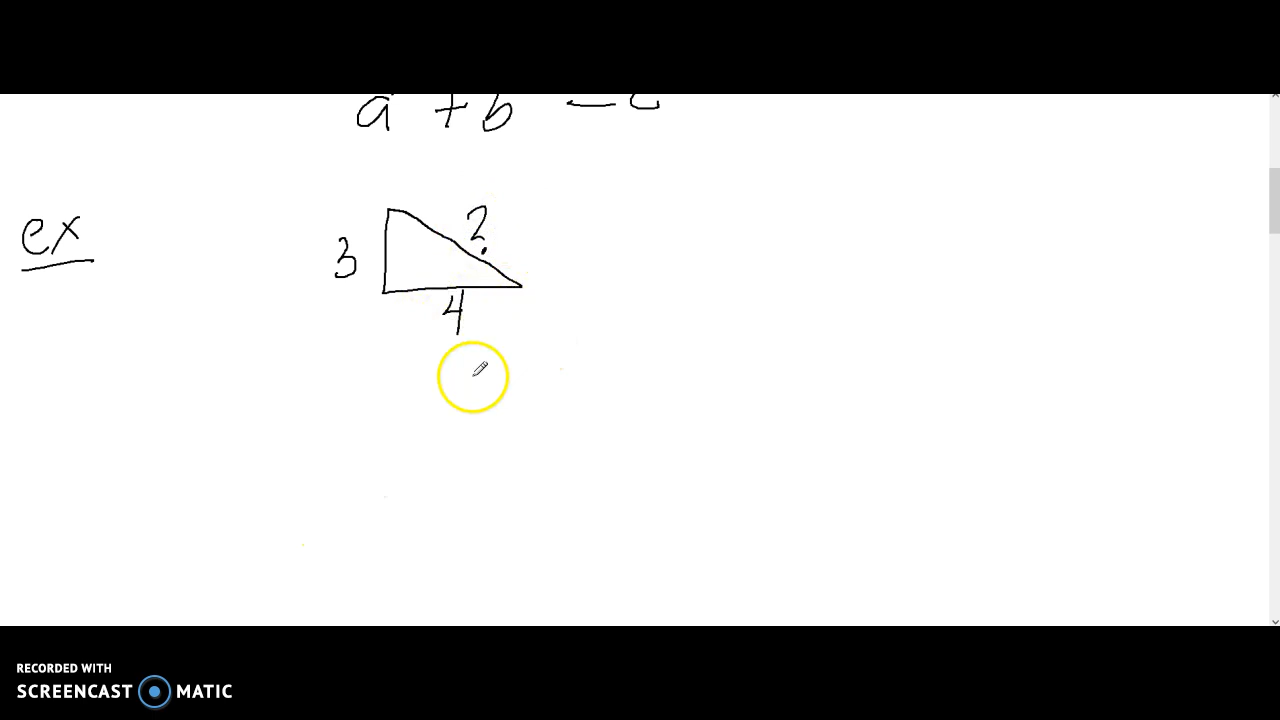 a + b = c
ex
3 ?
4
RECORDED WITH
SCREENCAST MATIC